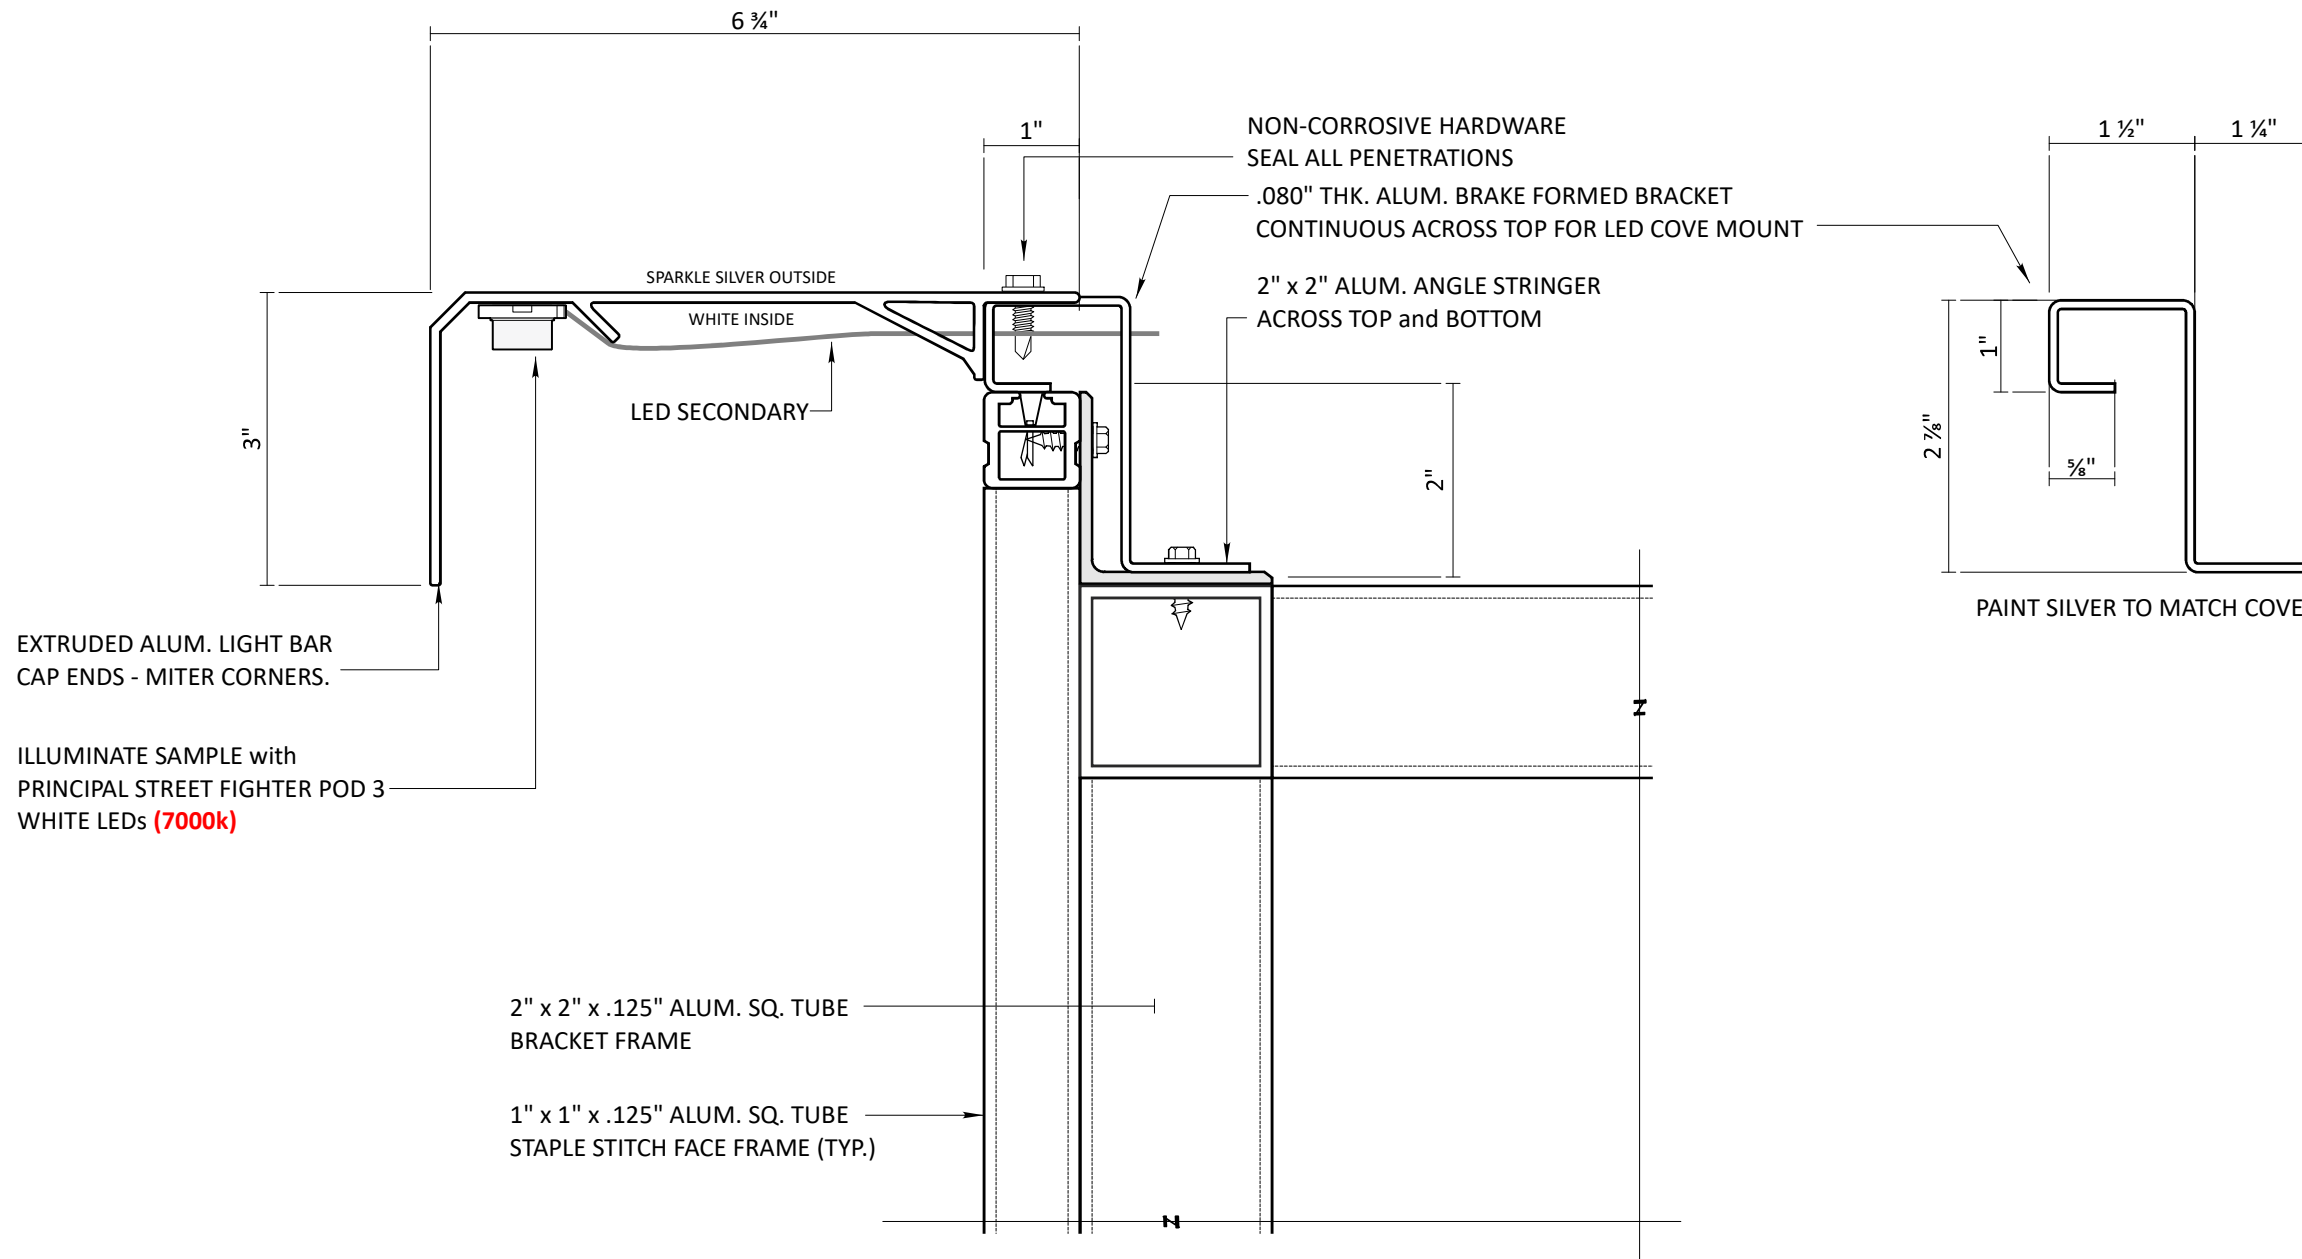 6 ¾"
1"
NON-CORROSIVE HARDWARE
SEAL ALL PENETRATIONS
1 ½"
1 ¼"
.080" THK. ALUM. BRAKE FORMED BRACKET
CONTINUOUS ACROSS TOP FOR LED COVE MOUNT
SPARKLE SILVER OUTSIDE
WHITE INSIDE
2" x 2" ALUM. ANGLE STRINGER
ACROSS TOP and BOTTOM
1"
LED SECONDARY
3"
2"
2 ⅞"
⅝"
PAINT SILVER TO MATCH COVE
EXTRUDED ALUM. LIGHT BAR
CAP ENDS - MITER CORNERS.
ILLUMINATE SAMPLE with
PRINCIPAL STREET FIGHTER POD 3
WHITE LEDs (7000k)
2" x 2" x .125" ALUM. SQ. TUBE
BRACKET FRAME
1" x 1" x .125" ALUM. SQ. TUBE
STAPLE STITCH FACE FRAME (TYP.)